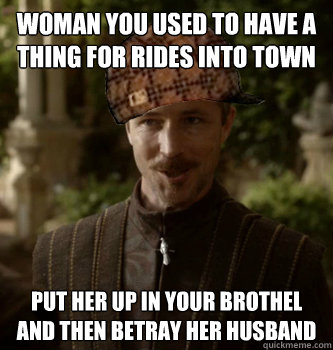 WOMAN YOU USED TO HAVE A
THING FOR RIDES INTO TOWN
PUT HER UP IN YOUR BROTHEL
AND THEN BETRAY HER HUSBAND
quickmeme.com